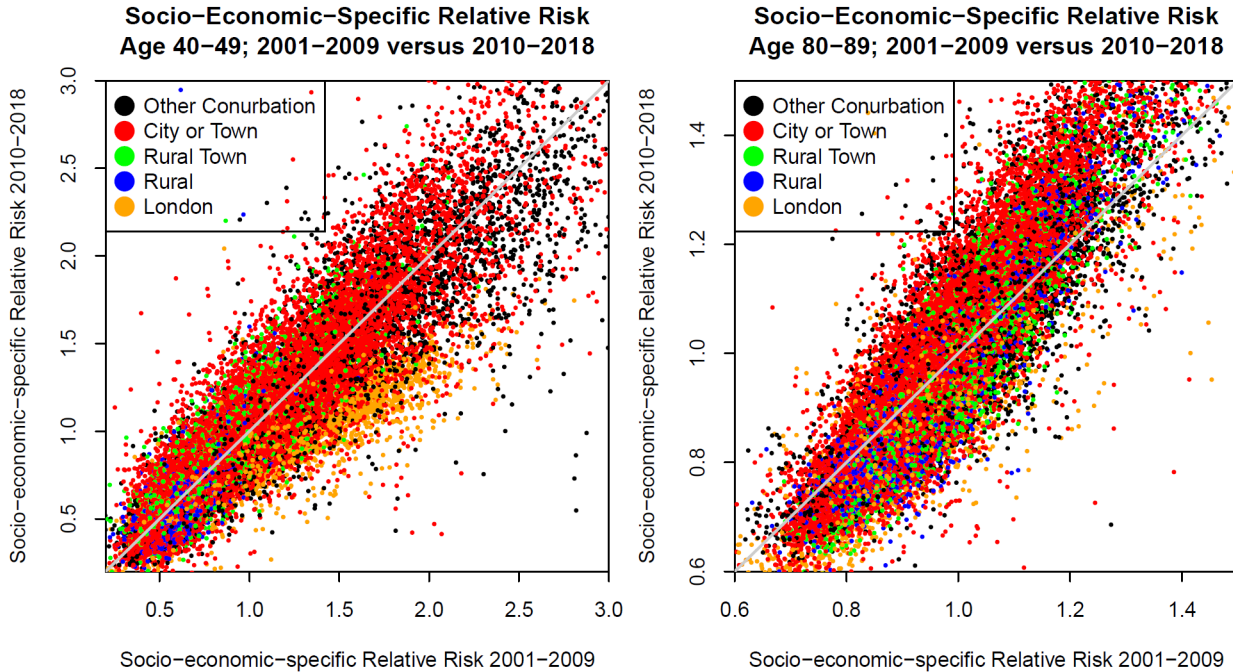 Socio−Economic−Specific Relative Risk
Age 40−49; 2001−2009 versus 2010−2018
Socio−economic−specific Relative Risk 2010−2018
3.0
2.5
2.0
1.5
1.0
0.5
Other Conurbation
City or Town
Rural Town
Rural
London
0.5 1.0 1.5 2.0 2.5 3.0
Socio−economic−specific Relative Risk 2001−2009
Socio−Economic−Specific Relative Risk
Age 80−89; 2001−2009 versus 2010−2018
Socio−economic−specific Relative Risk 2010−2018
1.4
1.2
1.0
0.8
0.6
Other Conurbation
City or Town
Rural Town
Rural
London
0.6 0.8 1.0 1.2 1.4
Socio−economic−specific Relative Risk 2001−2009